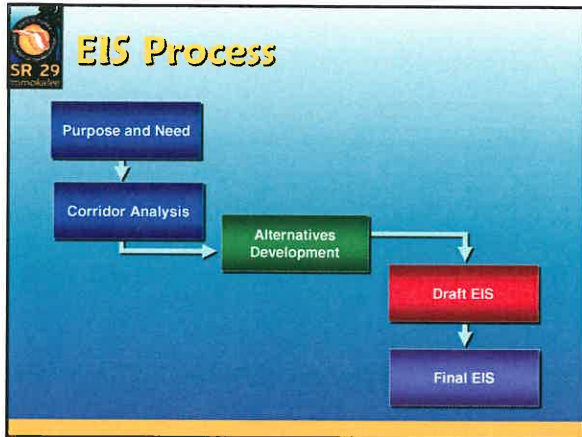 SR 29
Immokalee
EIS Process
Purpose and Need
Corridor Analysis
Alternatives
Development
Draft EIS
Final EIS